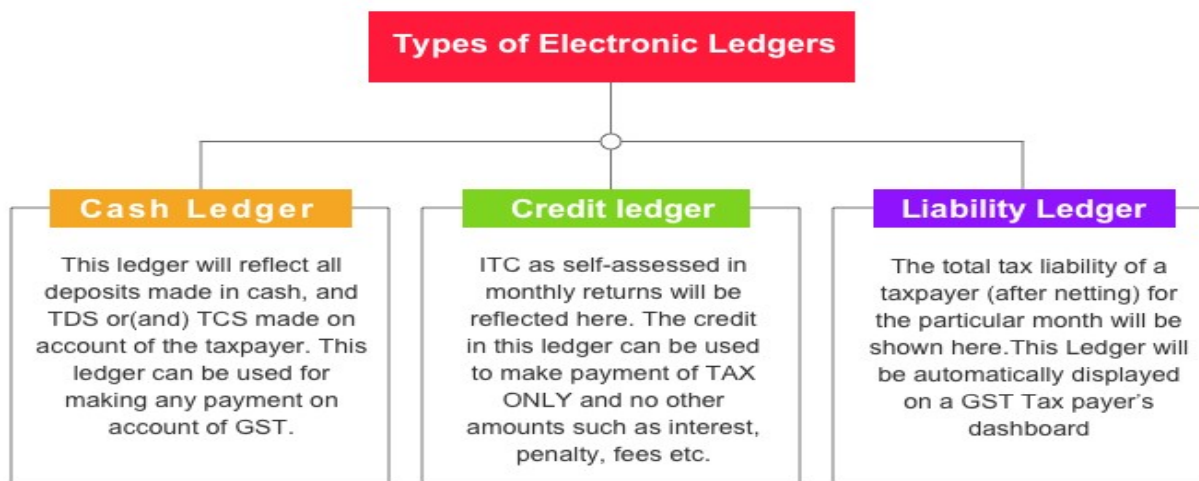 Types of Electronic Ledgers
Cash Ledger
This ledger will reflect all
deposits made in cash, and
TDS or(and) TCS made on
account of the taxpayer. This
ledger can be used for
making any payment on
account of GST.
Credit ledger
ITC as self-assessed in
monthly returns will be
reflected here. The credit
in this ledger can be used
to make payment of TAX
ONLY and no other
amounts such as interest,
penalty, fees etc.
Liability Ledger
The total tax liability of a
taxpayer (after netting) for
the particular month will be
shown here.This Ledger will
be automatically displayed
on a GST Tax payer's
dashboard